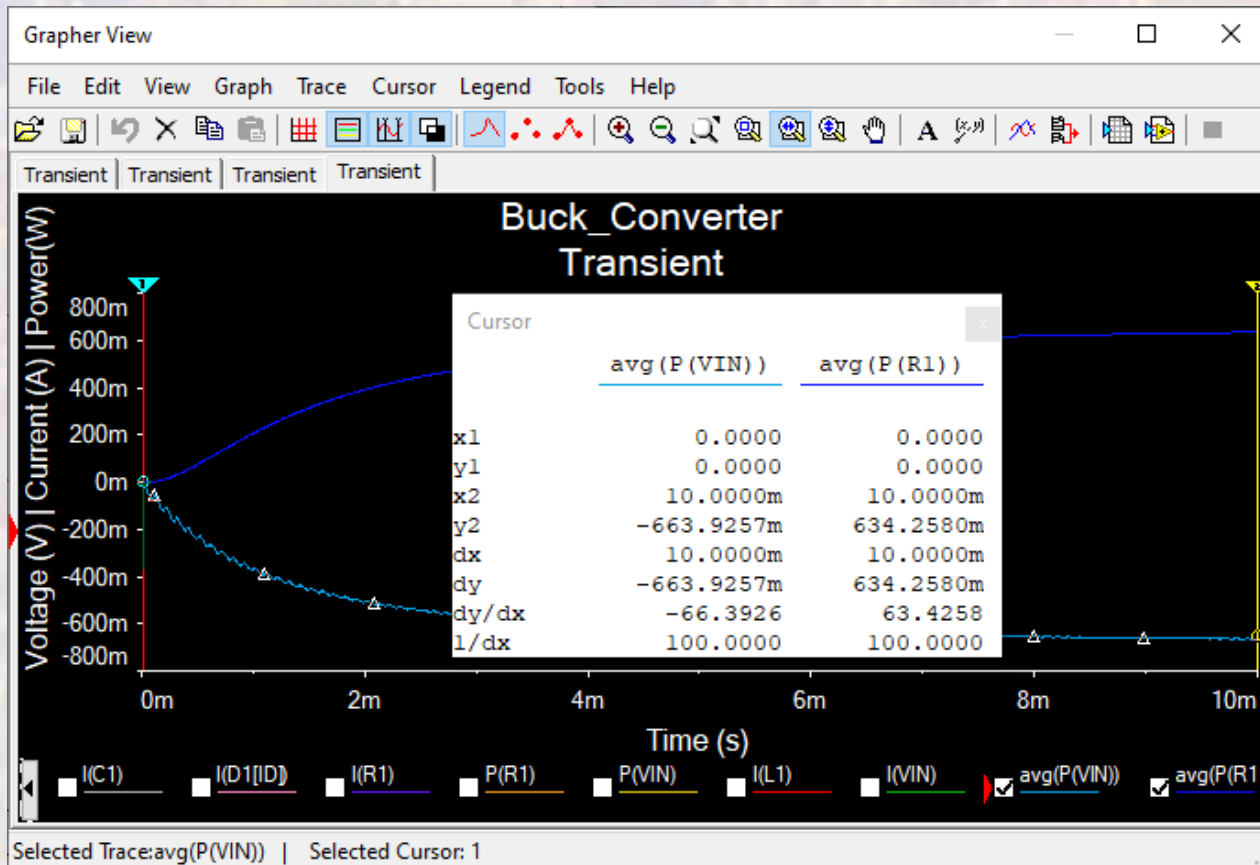 Grapher View
File Edit View Graph Trace Cursor Legend Tools Help
A (x,y)
Transient Transient Transient Transient
Buck_Converter
Transient
Voltage (V) | Current (A) | Power(W)
1
800m
600m
400m
200m
0m
-200m
-400m
-600m
-800m
Cursor x
avg(P(VIN)) avg(P(R1))
x1 0.0000 0.0000
y1 0.0000 0.0000
x2 10.0000m 10.0000m
y2 -663.9257m 634.2580m
dx 10.0000m 10.0000m
dy -663.9257m 634.2580m
dy/dx -66.3926 63.4258
1/dx 100.0000 100.0000
0m 2m 4m 6m 8m 10m
Time (s)
I(C1) I(D1[ID]) I(R1) P(R1) P(VIN) I(L1) I(VIN) avg(P(VIN)) avg(P(R1
Selected Trace:avg(P(VIN)) | Selected Cursor: 1